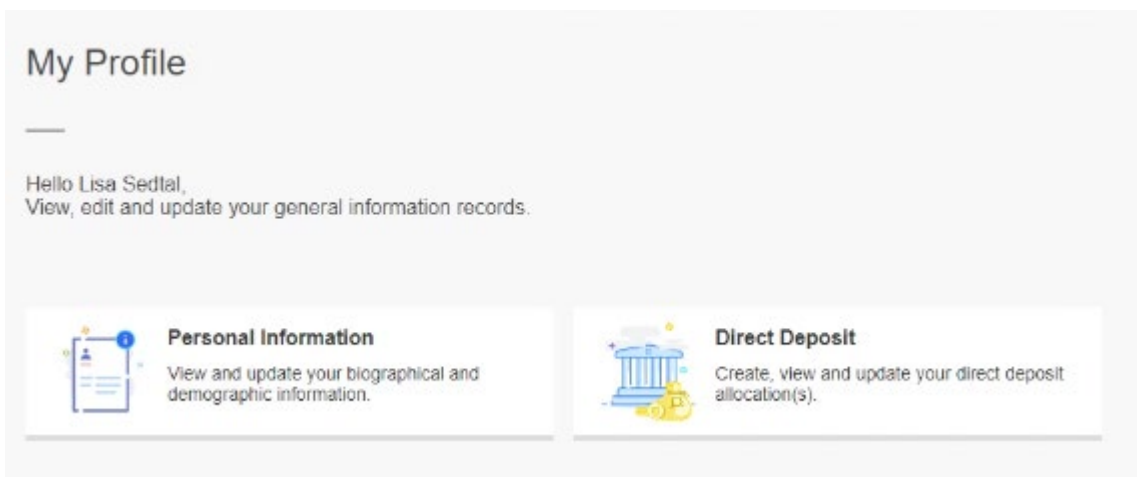 My Profile
Hello Lisa Sedtal,
View, edit and update your general information records.
Personal Information
View and update your biographical and
demographic information.
Direct Deposit
Create, view and update your direct deposit
allocation(s).